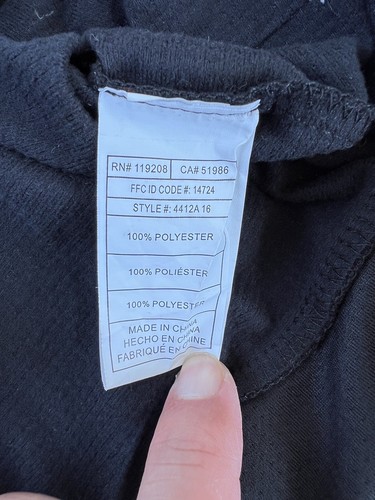 RN# 119208 CA# 51986
FFC ID CODE #: 14724
STYLE #: 4412A 16
100% POLYESTER
100% POLIÉSTER
100% POLYESTER
MADE IN CHINA
HECHO EN CHINE
FABRIQUÉ EN